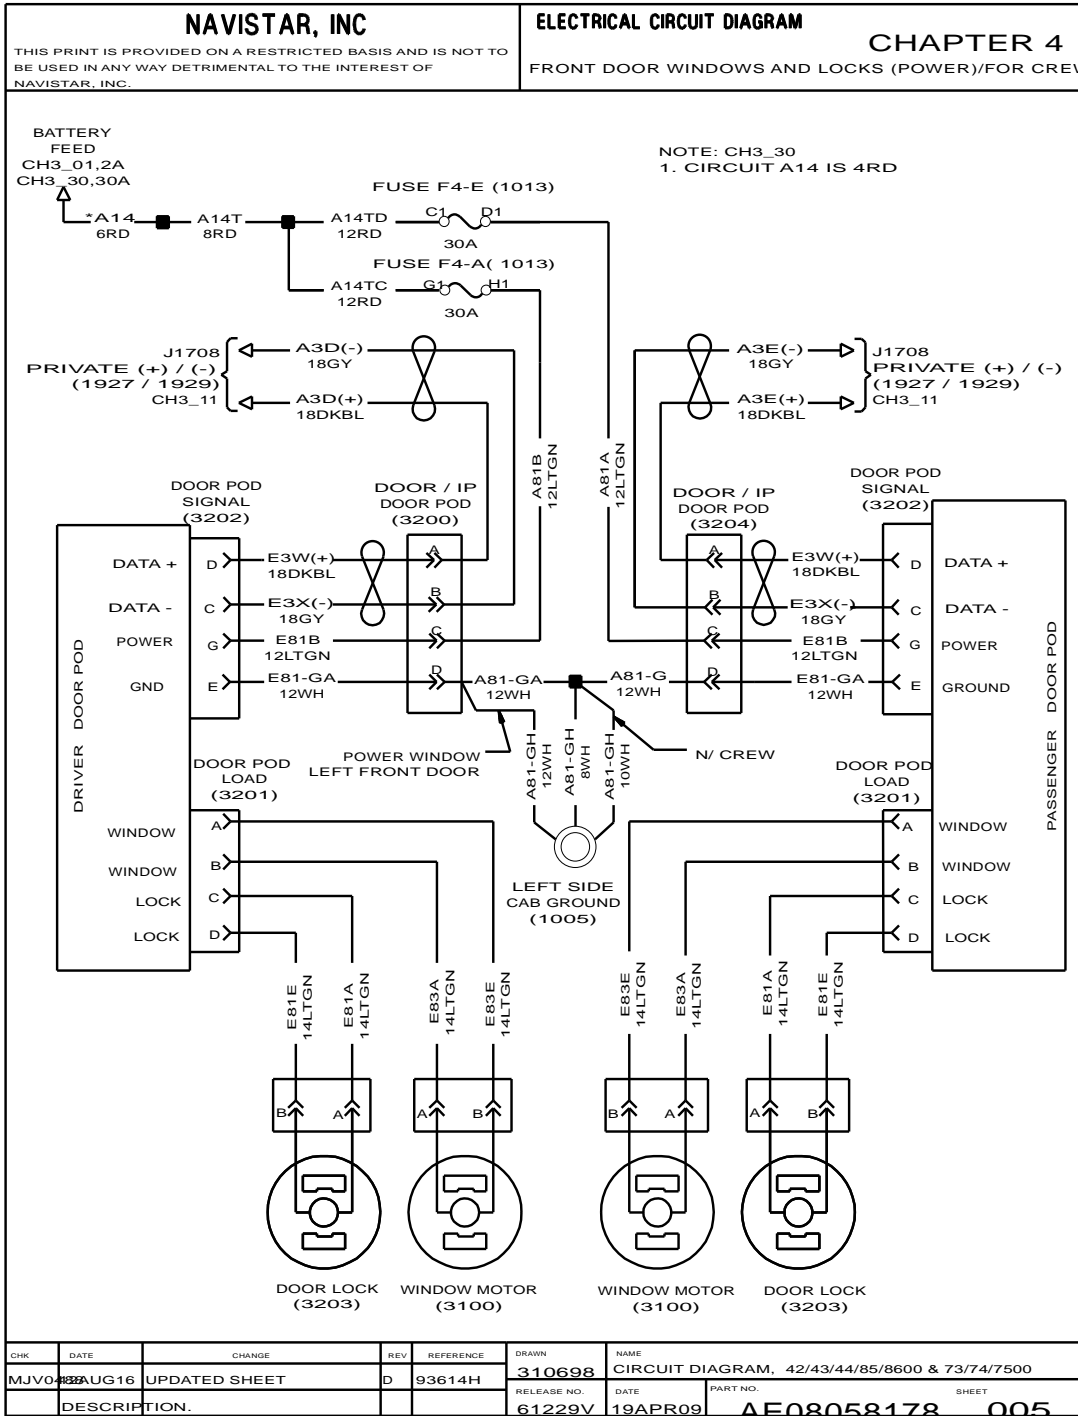 NAVISTAR, INC
THIS PRINT IS PROVIDED ON A RESTRICTED BASIS AND IS NOT TO
BE USED IN ANY WAY DETRIMENTAL TO THE INTEREST OF
NAVISTAR, INC.
ELECTRICAL CIRCUIT DIAGRAM
CHAPTER 4
FRONT DOOR WINDOWS AND LOCKS (POWER)/FOR CREW
BATTERY
FEED
CH3_01,2A
CH3_30,30A
NOTE: CH3_30
1. CIRCUIT A14 IS 4RD
*A14
6RD
A14T
8RD
A14TD
12RD
FUSE F4-E (1013)
C1 D1
30A
FUSE F4-A( 1013)
A14TC
12RD
G1 H1
30A
J1708
PRIVATE (+) / (-)
(1927 / 1929)
CH3_11
A3D(-)
18GY
A3D(+)
18DKBL
A3E(-)
18GY
A3E(+)
18DKBL
J1708
PRIVATE (+) / (-)
(1927 / 1929)
CH3_11
A81B
12LTGN
A81A
12LTGN
DOOR POD
SIGNAL
(3202)
DOOR / IP
DOOR POD
(3200)
DOOR / IP
DOOR POD
(3204)
DOOR POD
SIGNAL
(3202)
DRIVER DOOR POD
DATA +
D
E3W(+)
18DKBL
A
DATA -
C
E3X(-)
18GY
B
POWER
G
E81B
12LTGN
C
GND
E
E81-GA
12WH
D
A81-GA
12WH
A81-G
12WH
A
E3W(+)
18DKBL
D
DATA +
B
E3X(-)
18GY
C
DATA -
C
E81B
12LTGN
G
POWER
D
E81-GA
12WH
E
GROUND
PASSENGER DOOR POD
POWER WINDOW
LEFT FRONT DOOR
A81-GH
12WH
A81-GH
8WH
A81-GH
10WH
N/ CREW
LEFT SIDE
CAB GROUND
(1005)
DOOR POD
LOAD
(3201)
WINDOW A
WINDOW B
LOCK C
LOCK D
DOOR POD
LOAD
(3201)
A WINDOW
B WINDOW
C LOCK
D LOCK
E81E
14LTGN
E81A
14LTGN
E83A
14LTGN
E83E
14LTGN
E83E
14LTGN
E83A
14LTGN
E81A
14LTGN
E81E
14LTGN
B A A B B A A B
DOOR LOCK
(3203)
WINDOW MOTOR
(3100)
WINDOW MOTOR
(3100)
DOOR LOCK
(3203)
CHK DATE CHANGE REV REFERENCE
UPDATED SHEET D 93614H
DESCRIPTION.
DRAWN
310698
NAME
CIRCUIT DIAGRAM, 42/43/44/85/8600 & 73/74/7500
RELEASE NO.
61229V
DATE
19APR09
PART NO.
AE08058178
SHEET
005